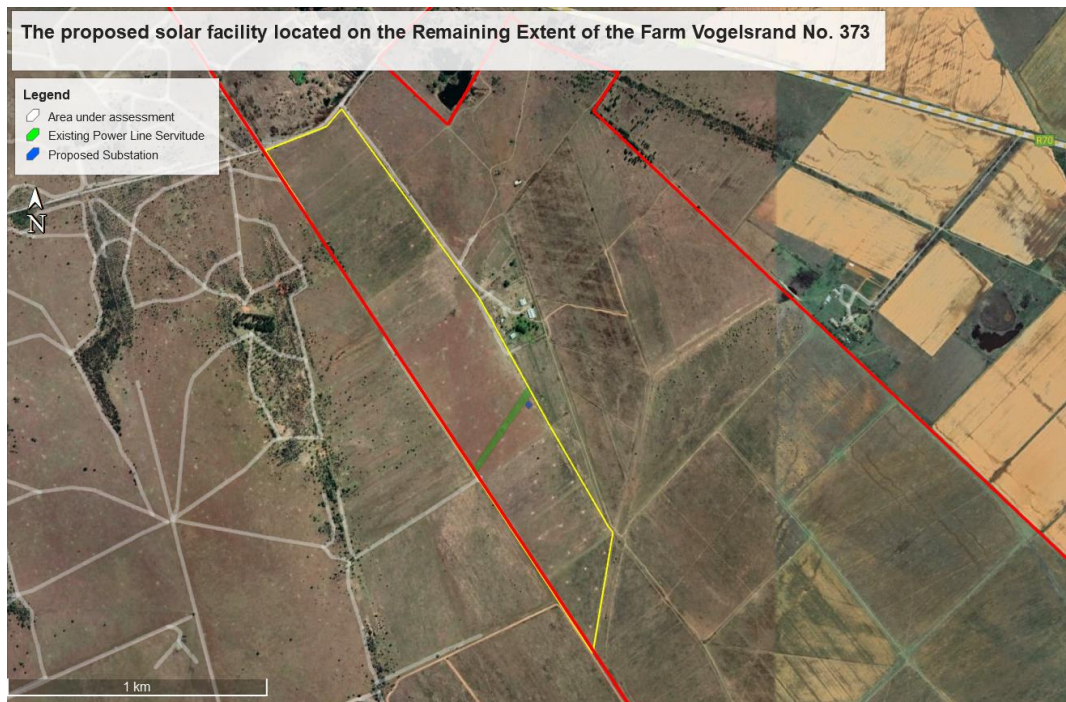 The proposed solar facility located on the Remaining Extent of the Farm Vogelsrand No. 373
Legend
Area under assessment
Existing Power Line Servitude
Proposed Substation
N
R70
1 km